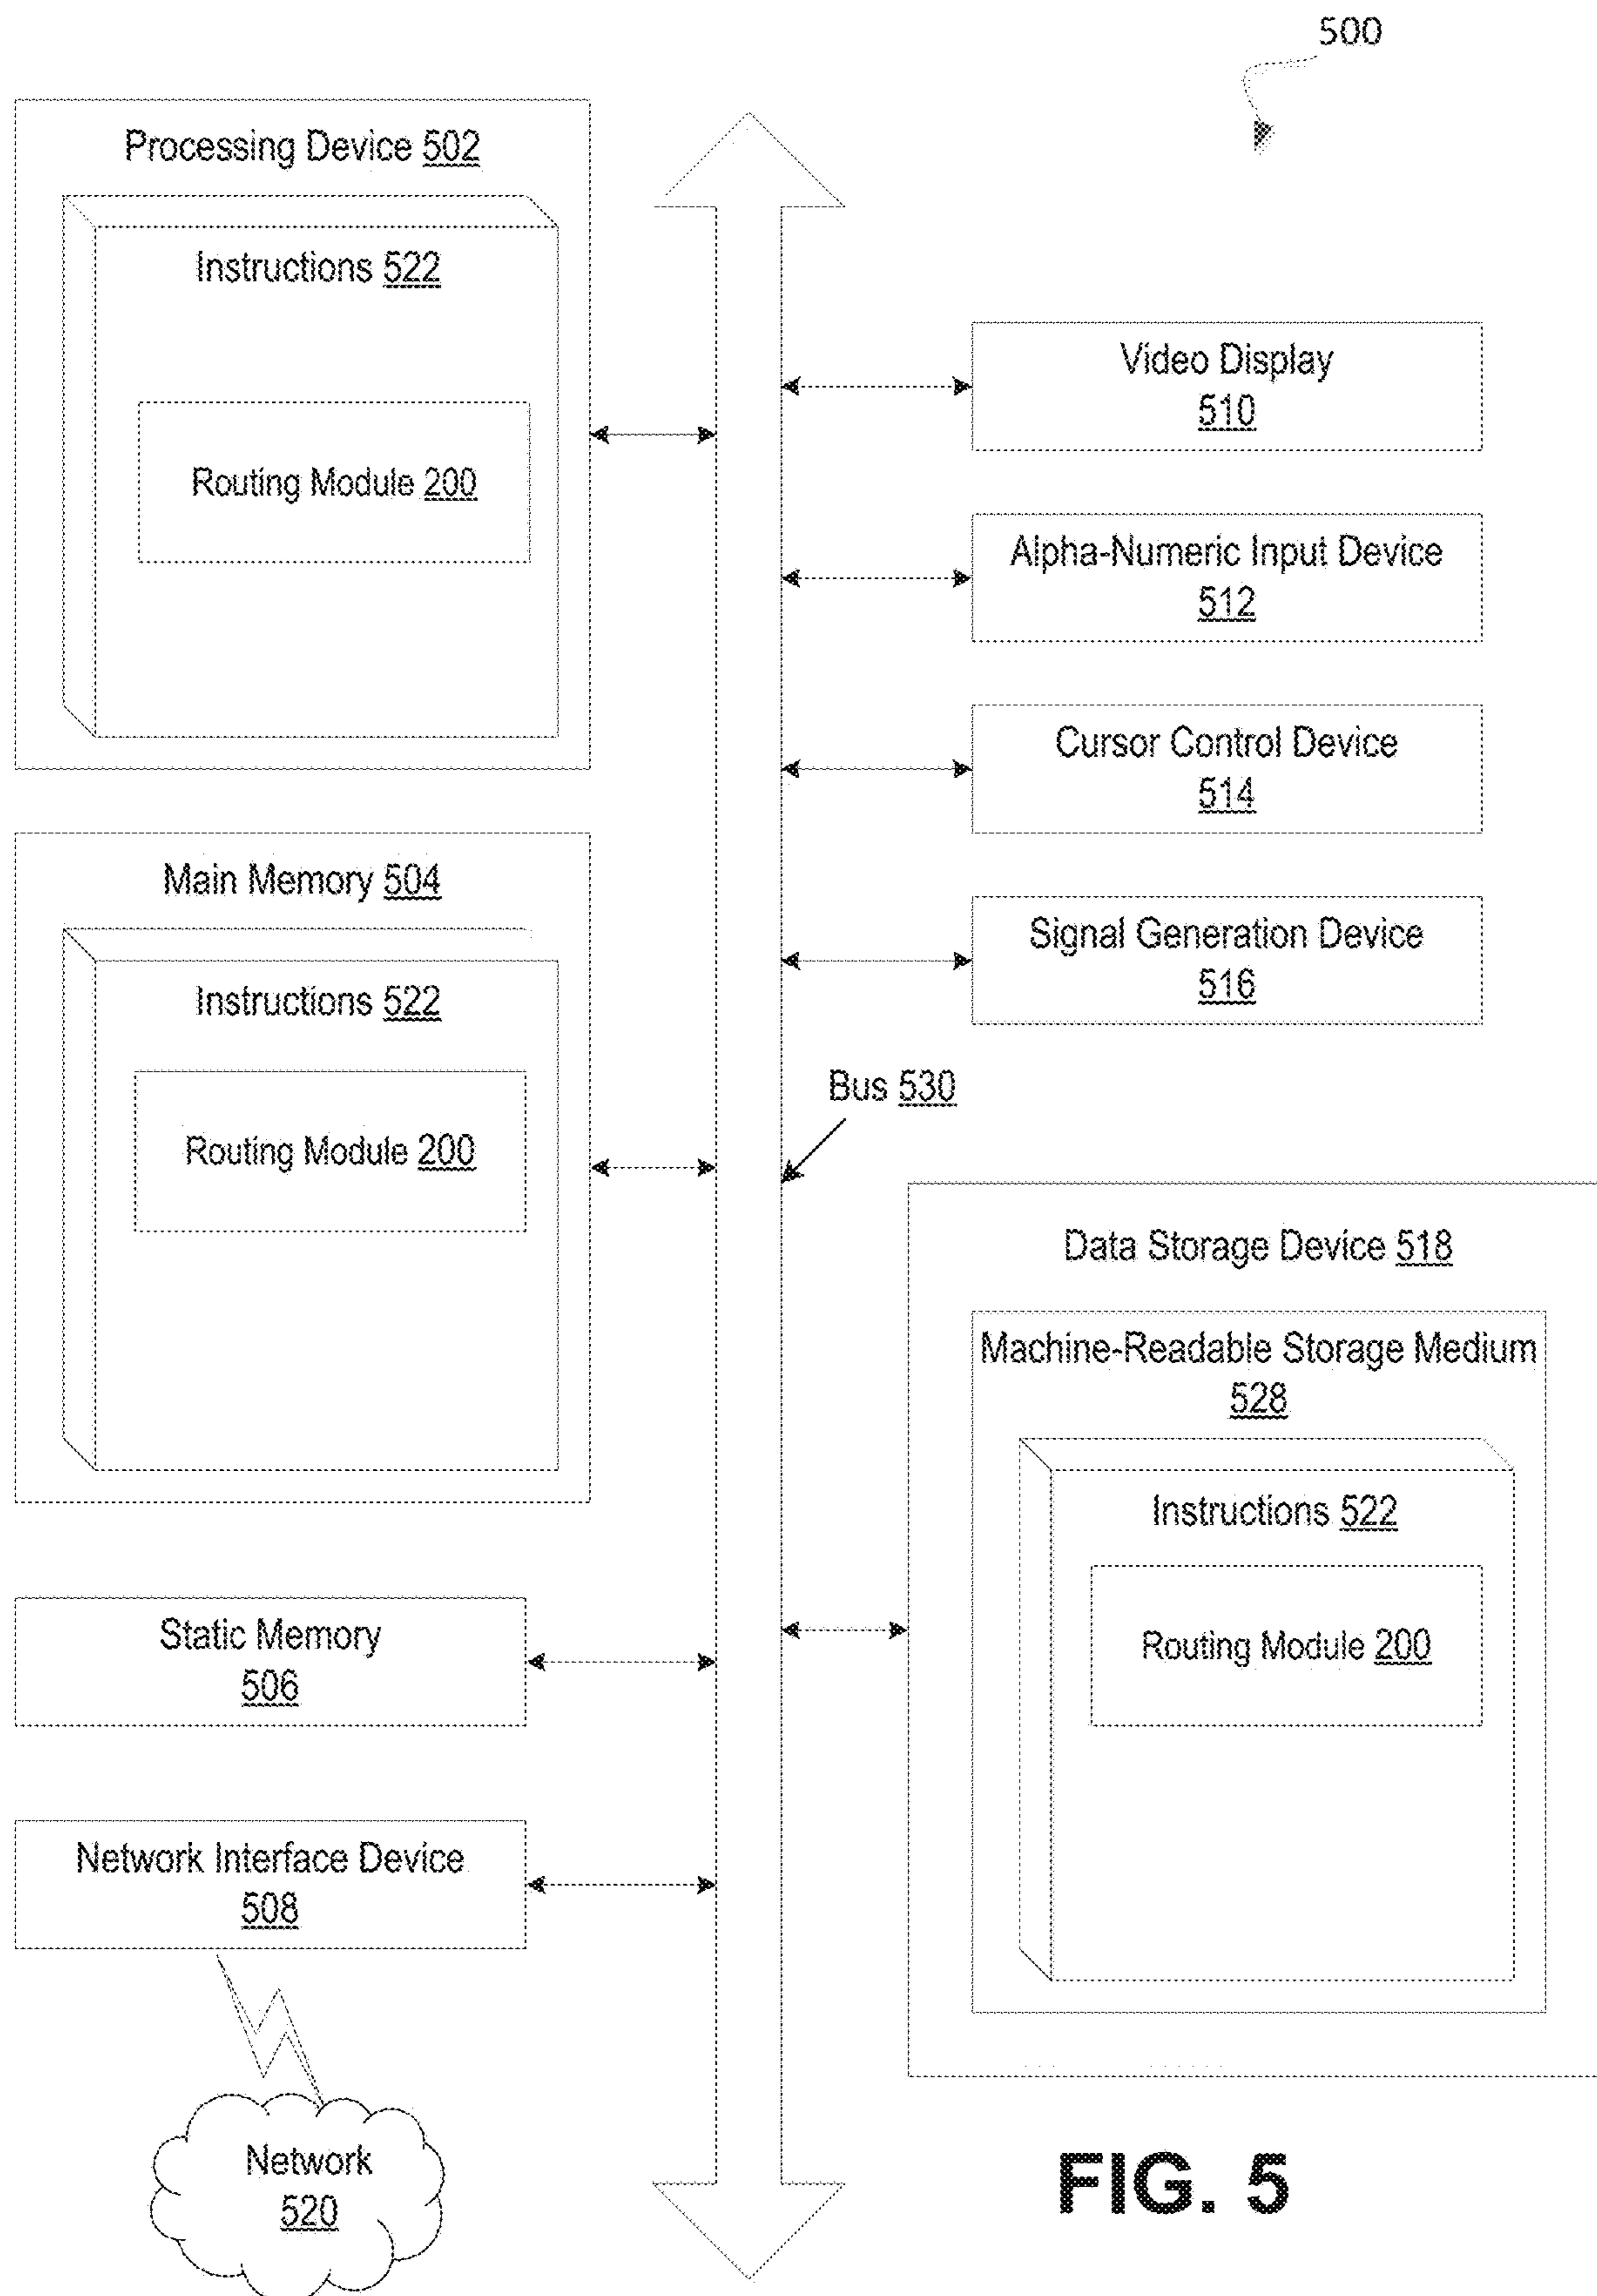 500
Processing Device 502
Instructions 522
Routing Module 200
Video Display
510
Alpha-Numeric Input Device
512
Cursor Control Device
514
Main Memory 504
Instructions 522
Routing Module 200
Signal Generation Device
516
Bus 530
Data Storage Device 518
Machine-Readable Storage Medium
528
Instructions 522
Routing Module 200
Static Memory
506
Network Interface Device
508
Network
520
FIG. 5